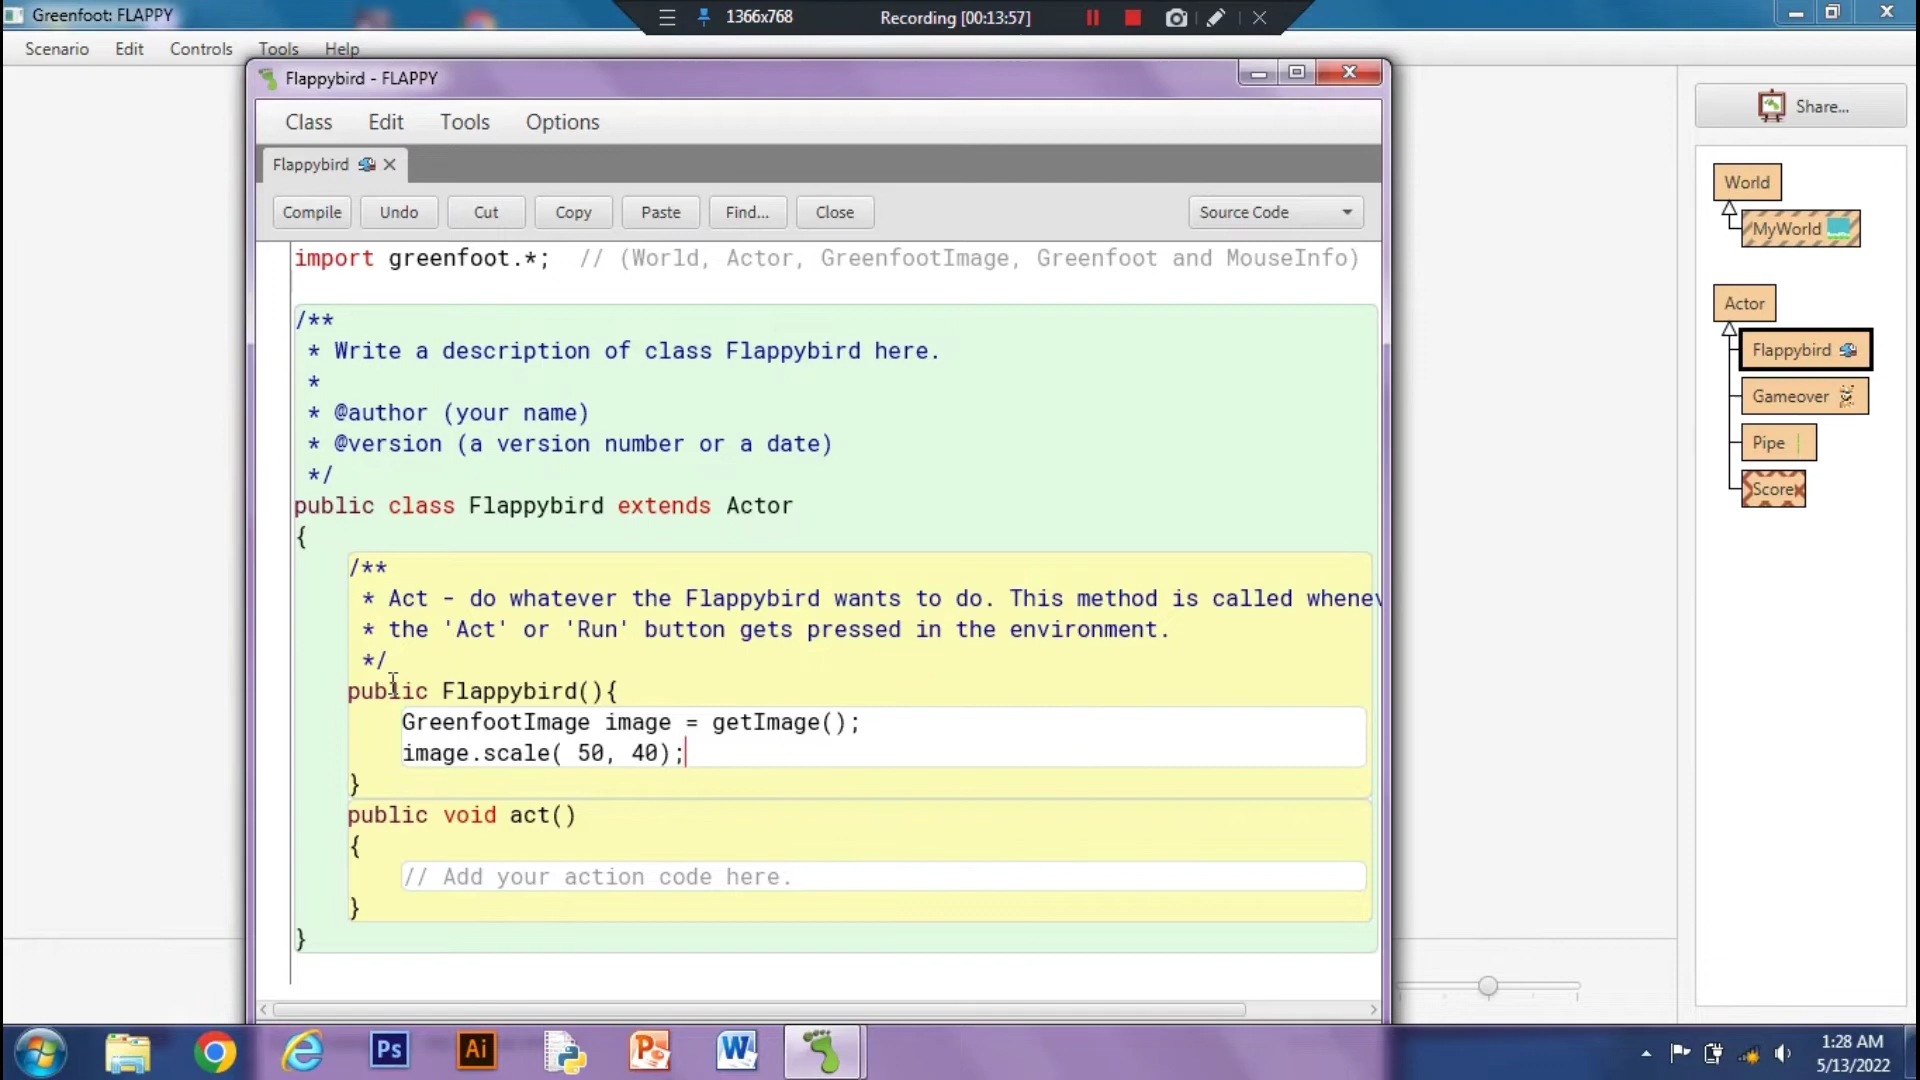 Greenfoot: FLAPPY
1366x768
Recording [00:13:57]
Scenario Edit Controls Tools Help
Flappybird - FLAPPY
Class Edit Tools Options
Flappybird
Compile Undo Cut Copy Paste Find... Close Source Code
import greenfoot.*; // (World, Actor, GreenfootImage, Greenfoot and MouseInfo)
/**
* Write a description of class Flappybird here.
*
* @author (your name)
* @version (a version number or a date)
*/
public class Flappybird extends Actor
{
/**
* Act - do whatever the Flappybird wants to do. This method is called whenev
* the 'Act' or 'Run' button gets pressed in the environment.
*/
public Flappybird(){
GreenfootImage image = getImage();
image.scale( 50, 40);
}
public void act()
{
// Add your action code here.
}
}
Share...
World
MyWorld
Actor
Flappybird
Gameover
Pipe
Score
Ps
Ai
1:28 AM
5/13/2022